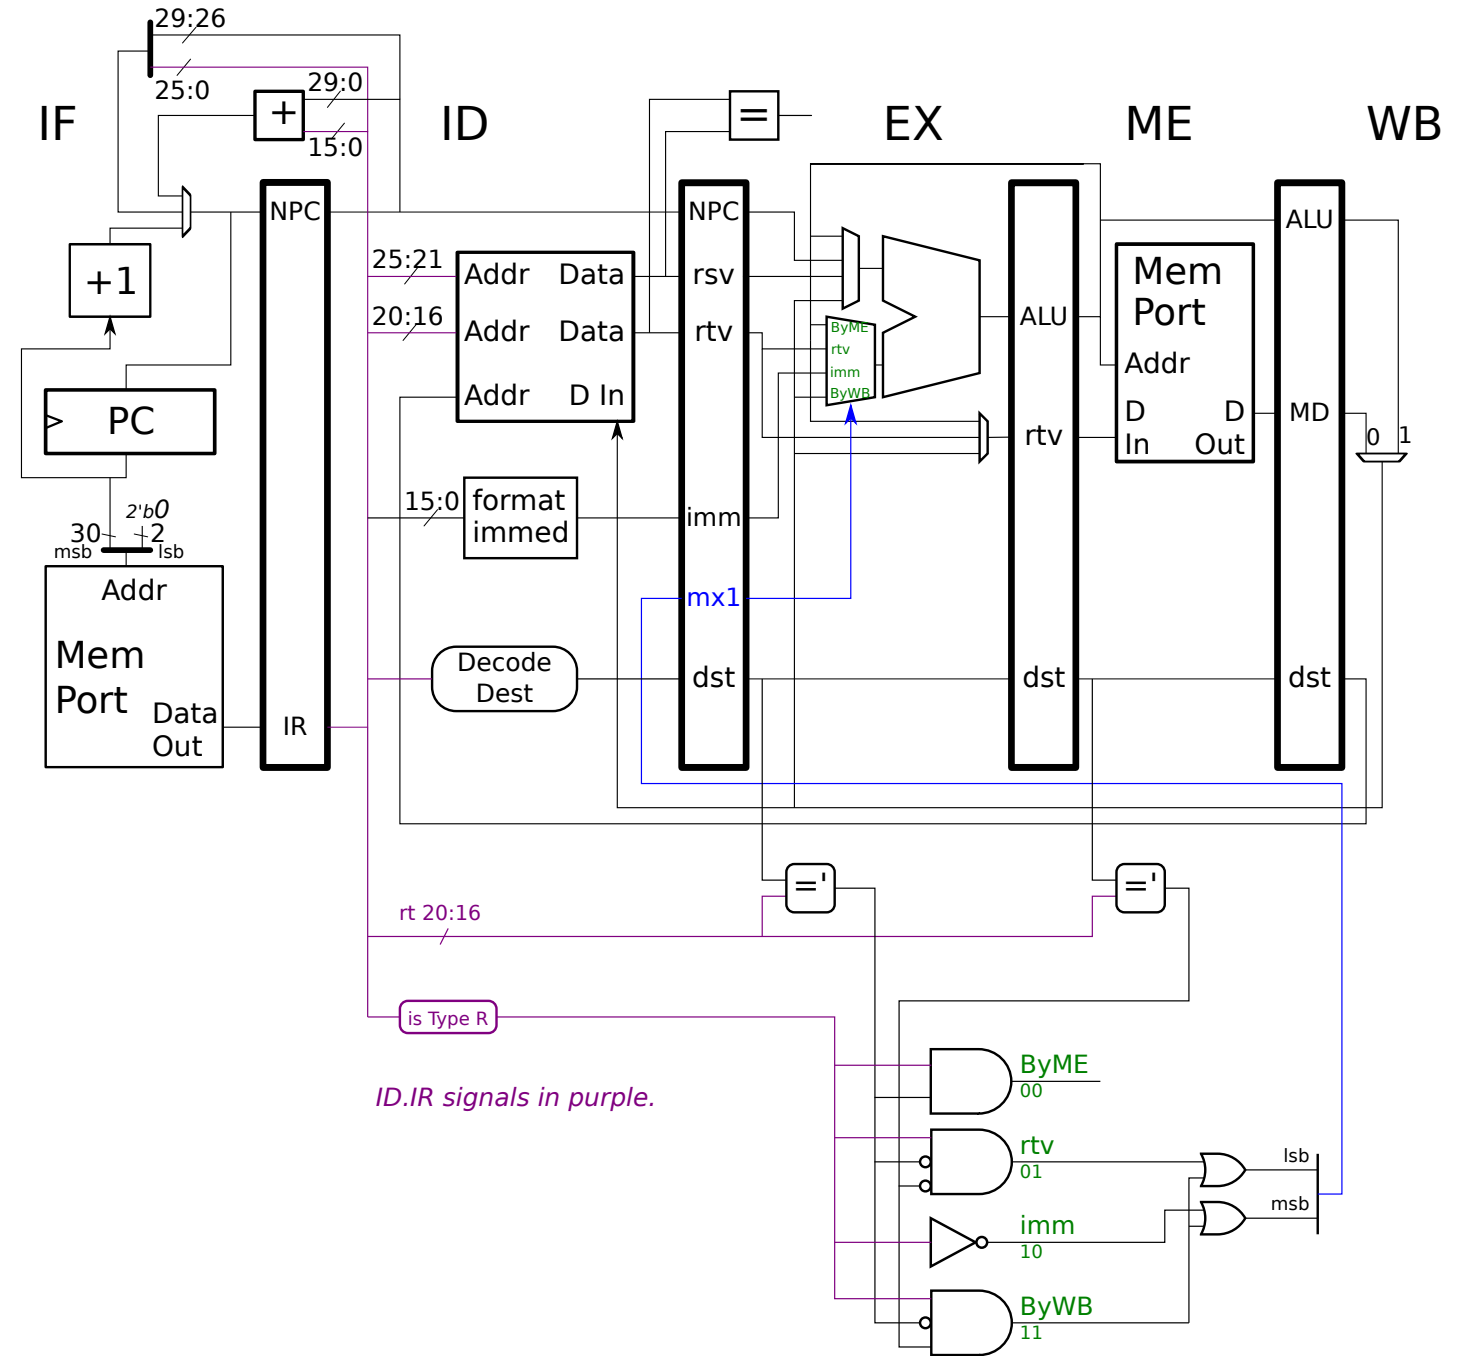 29:26
25:0
29:0
+
15:0
=
IF
ID
EX
ME
WB
NPC
NPC
ALU
+1
25:21
Addr
Data
rsv
20:16
Addr
Data
rtv
Addr
D In
ByME
rtv
imm
ByWB
ALU
Mem
Port
Addr
D
In
D
Out
MD
0
1
PC
rtv
15:0
format
immed
imm
2'b0
30
2
msb
lsb
Addr
Mem
Port
Data
Out
IR
mx1
Decode
Dest
dst
dst
dst
='
='
rt 20:16
is Type R
ID.IR signals in purple.
ByME
00
rtv
01
imm
10
ByWB
11
lsb
msb